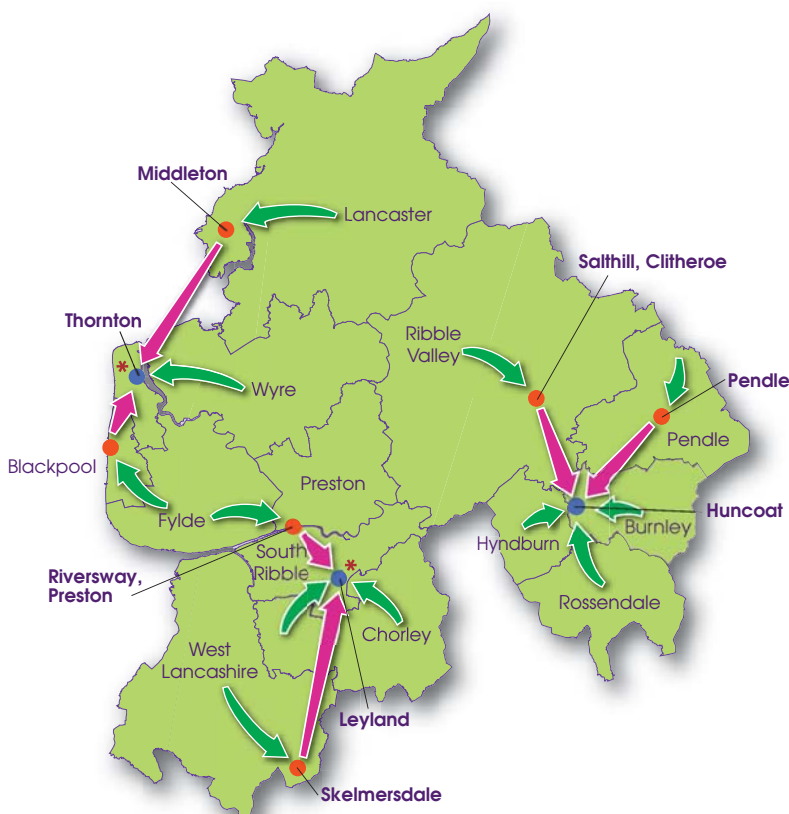 Middleton
Lancaster
Salthill, Clitheroe
Thornton
*
Ribble
Valley
Wyre
Pendle
Pendle
Blackpool
Preston
Fylde
Huncoat
Burnley
Hyndburn
South
Ribble
*
Riversway,
Preston
Rossendale
Chorley
West
Lancashire
Leyland
Skelmersdale